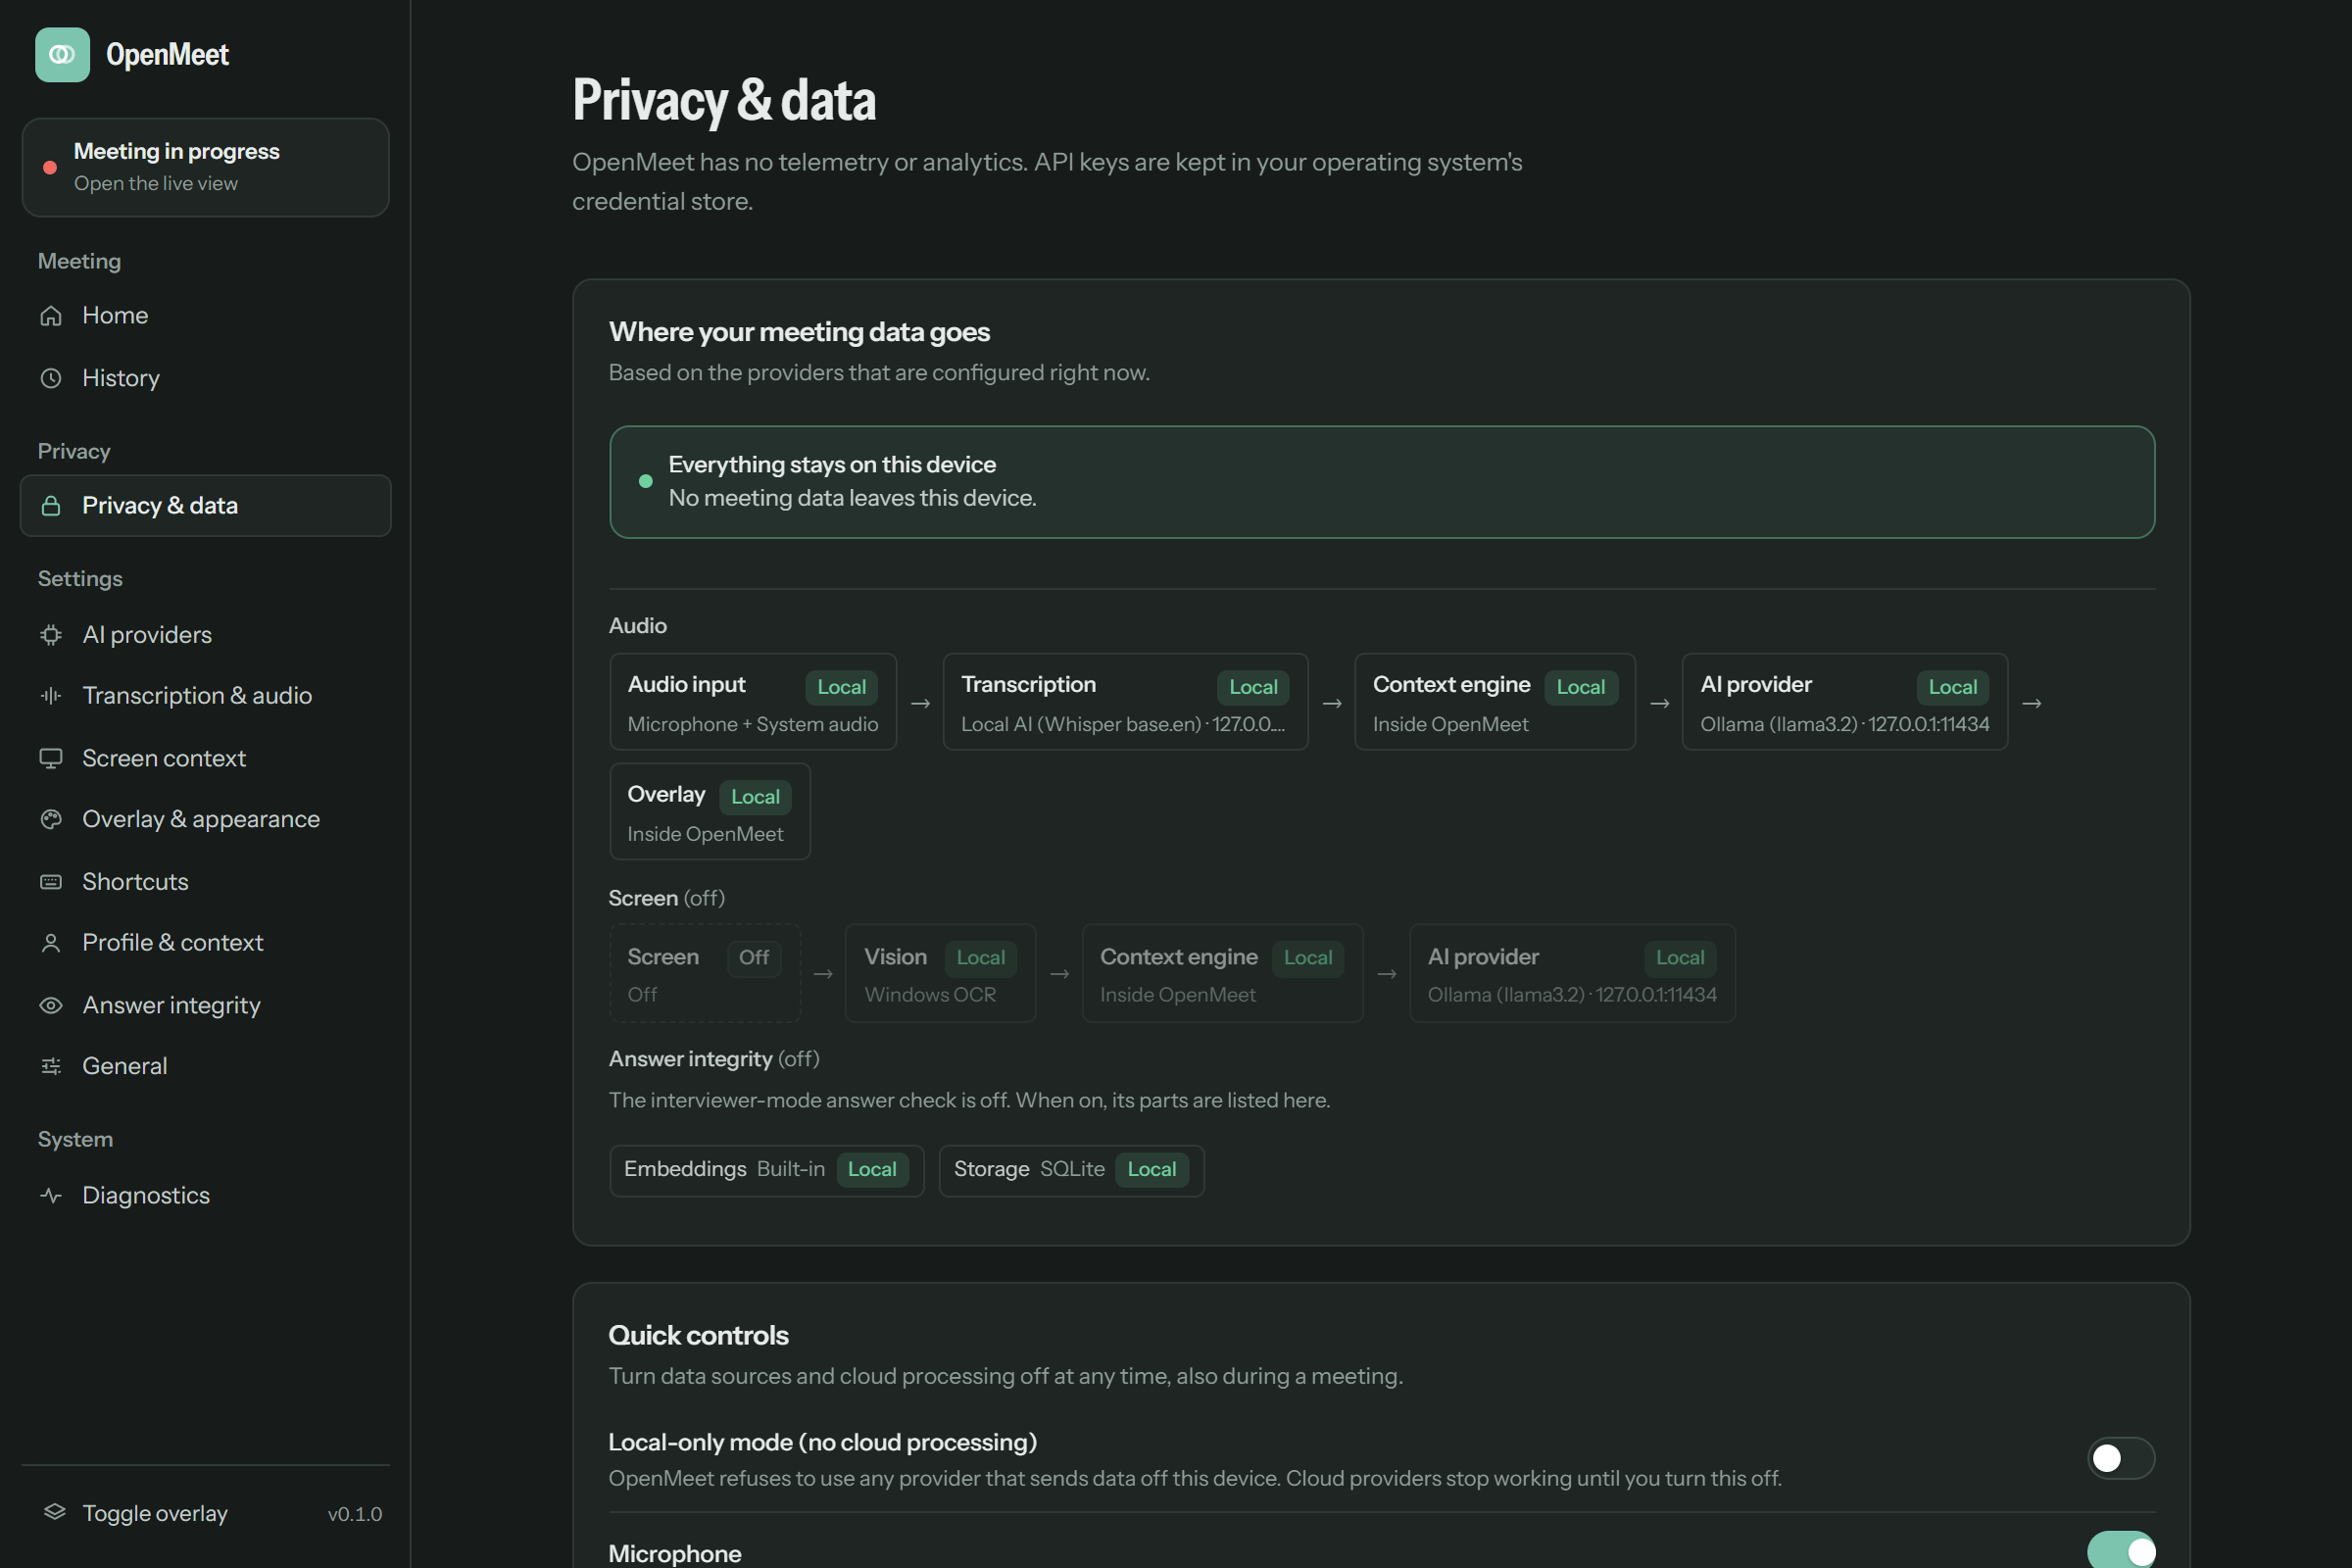 OpenMeet
Meeting in progress
Open the live view
Meeting
Home
History
Privacy
Privacy & data
Settings
AI providers
Transcription & audio
Screen context
Overlay & appearance
Shortcuts
Profile & context
Answer integrity
General
System
Diagnostics
Toggle overlay v0.1.0
Privacy & data
OpenMeet has no telemetry or analytics. API keys are kept in your operating system's
credential store.
Where your meeting data goes
Based on the providers that are configured right now.
Everything stays on this device
No meeting data leaves this device.
Audio
Audio input Local
Microphone + System audio
→
Transcription Local
Local AI (Whisper base.en) · 127.0.0....
→
Context engine Local
Inside OpenMeet
→
AI provider Local
Ollama (llama3.2) · 127.0.0.1:11434
→
Overlay Local
Inside OpenMeet
Screen (off)
Screen Off
Off
→
Vision Local
Windows OCR
→
Context engine Local
Inside OpenMeet
→
AI provider Local
Ollama (llama3.2) · 127.0.0.1:11434
Answer integrity (off)
The interviewer-mode answer check is off. When on, its parts are listed here.
Embeddings Built-in Local
Storage SQLite Local
Quick controls
Turn data sources and cloud processing off at any time, also during a meeting.
Local-only mode (no cloud processing)
OpenMeet refuses to use any provider that sends data off this device. Cloud providers stop working until you turn this off.
Microphone